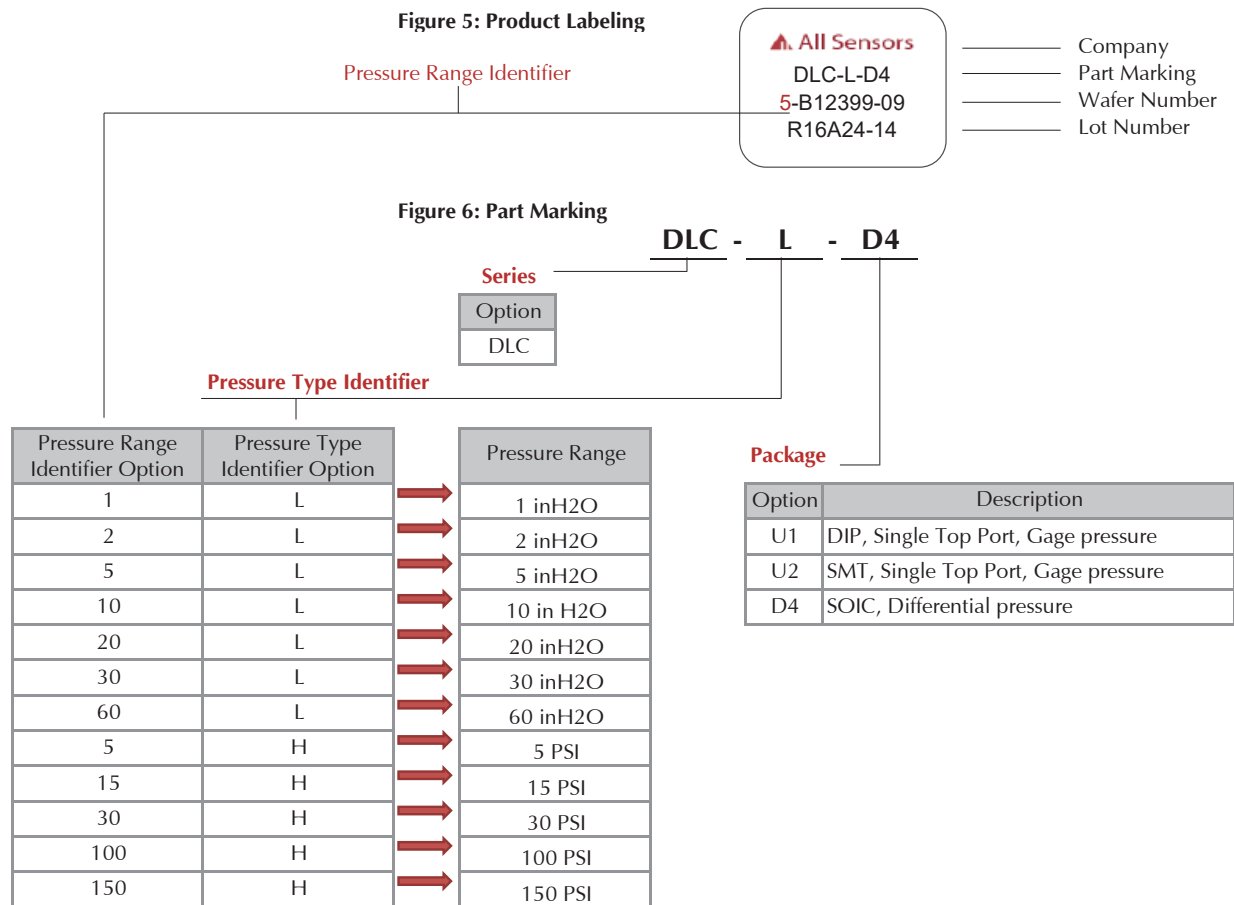 Figure 5: Product Labeling
Pressure Range Identifier
All Sensors
DLC-L-D4
5-B12399-09
R16A24-14
Company
Part Marking
Wafer Number
Lot Number
Figure 6: Part Marking
DLC - L - D4
Series
Option
DLC
Pressure Type Identifier
Pressure Range
Identifier Option
Pressure Type
Identifier Option
Pressure Range
1 L 1 inH2O
2 L 2 inH2O
5 L 5 inH2O
10 L 10 in H2O
20 L 20 inH2O
30 L 30 inH2O
60 L 60 inH2O
5 H 5 PSI
15 H 15 PSI
30 H 30 PSI
100 H 100 PSI
150 H 150 PSI
Package
Option Description
U1 DIP, Single Top Port, Gage pressure
U2 SMT, Single Top Port, Gage pressure
D4 SOIC, Differential pressure